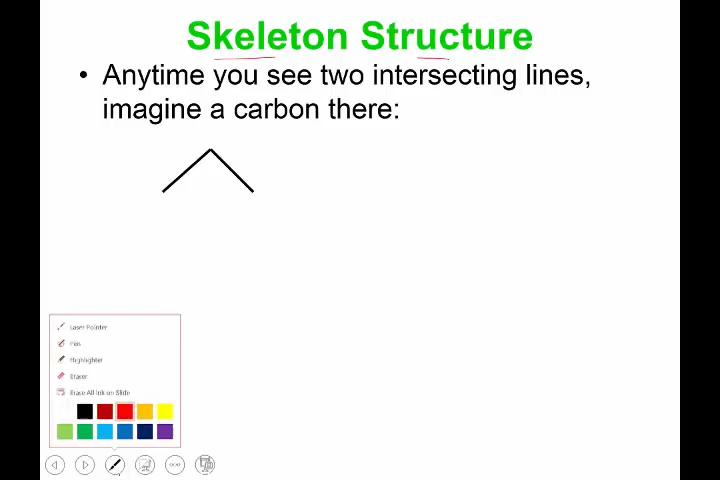 Skeleton Structure
• Anytime you see two intersecting lines,
imagine a carbon there:
Laser Pointer
Pen
Highlighter
Eraser
Erase All Ink on Slide